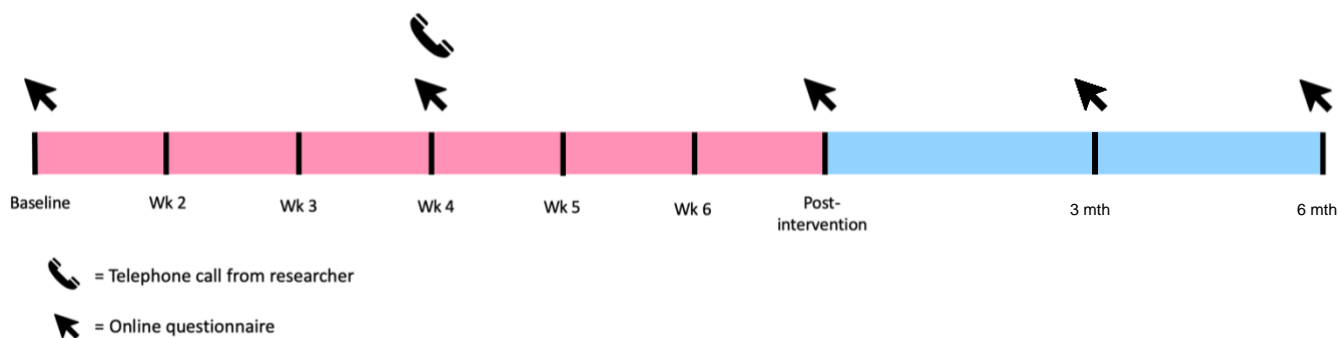 Baseline
Wk 2
Wk 3
Wk 4
Wk 5
Wk 6
Post-
intervention
3 mth
6 mth
= Telephone call from researcher
= Online questionnaire